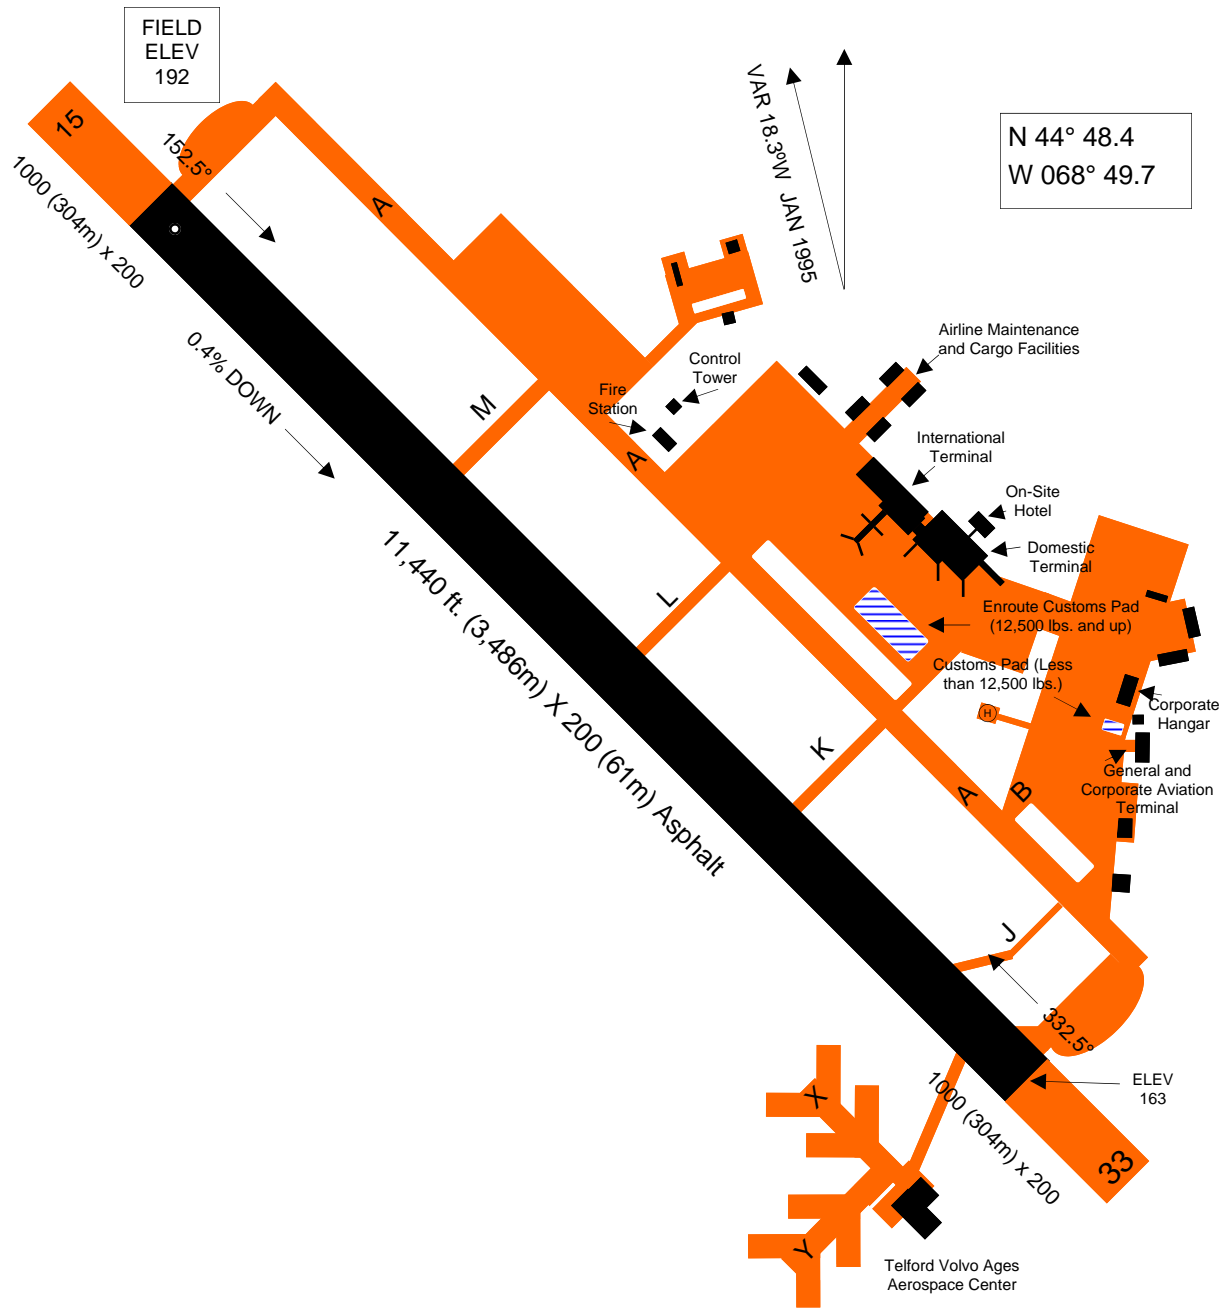 FIELD
ELEV
192
15
152.5°
1000 (304m) x 200
A
VAR 18.3ºW JAN 1995
N 44° 48.4
W 068° 49.7
0.4% DOWN
M
Fire
Station
Control
Tower
Airline Maintenance
and Cargo Facilities
A
International
Terminal
On-Site
Hotel
Domestic
Terminal
11,440 ft. (3,486m) X 200 (61m) Asphalt
L
Enroute Customs Pad
(12,500 lbs. and up)
Customs Pad (Less
than 12,500 lbs.)
H
Corporate
Hangar
K
General and
Corporate Aviation
Terminal
A
B
J
332.5°
ELEV
163
1000 (304m) x 200
33
X
Y
Telford Volvo Ages
Aerospace Center